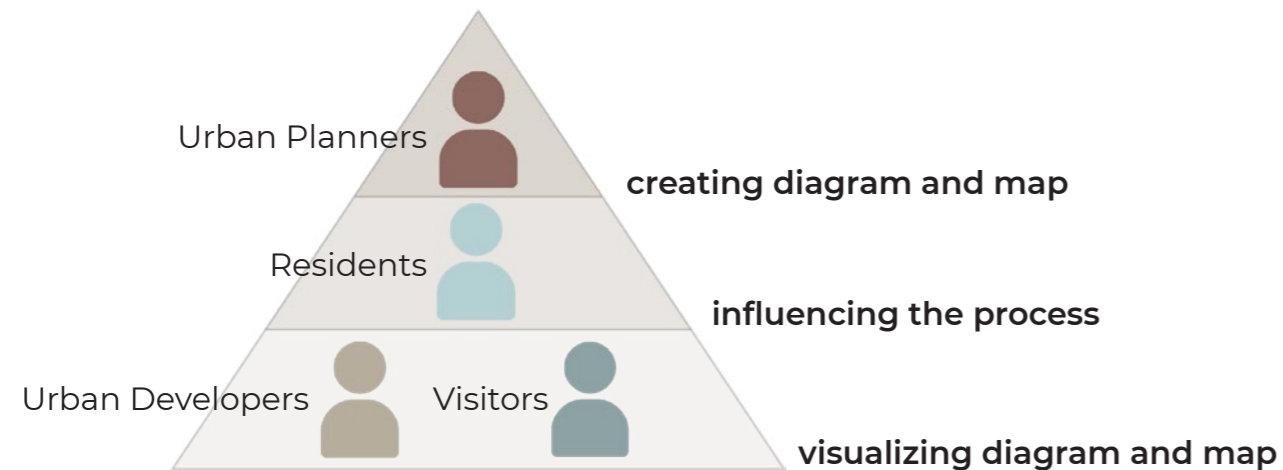 Urban Planners
creating diagram and map
Residents
influencing the process
Urban Developers
Visitors
visualizing diagram and map